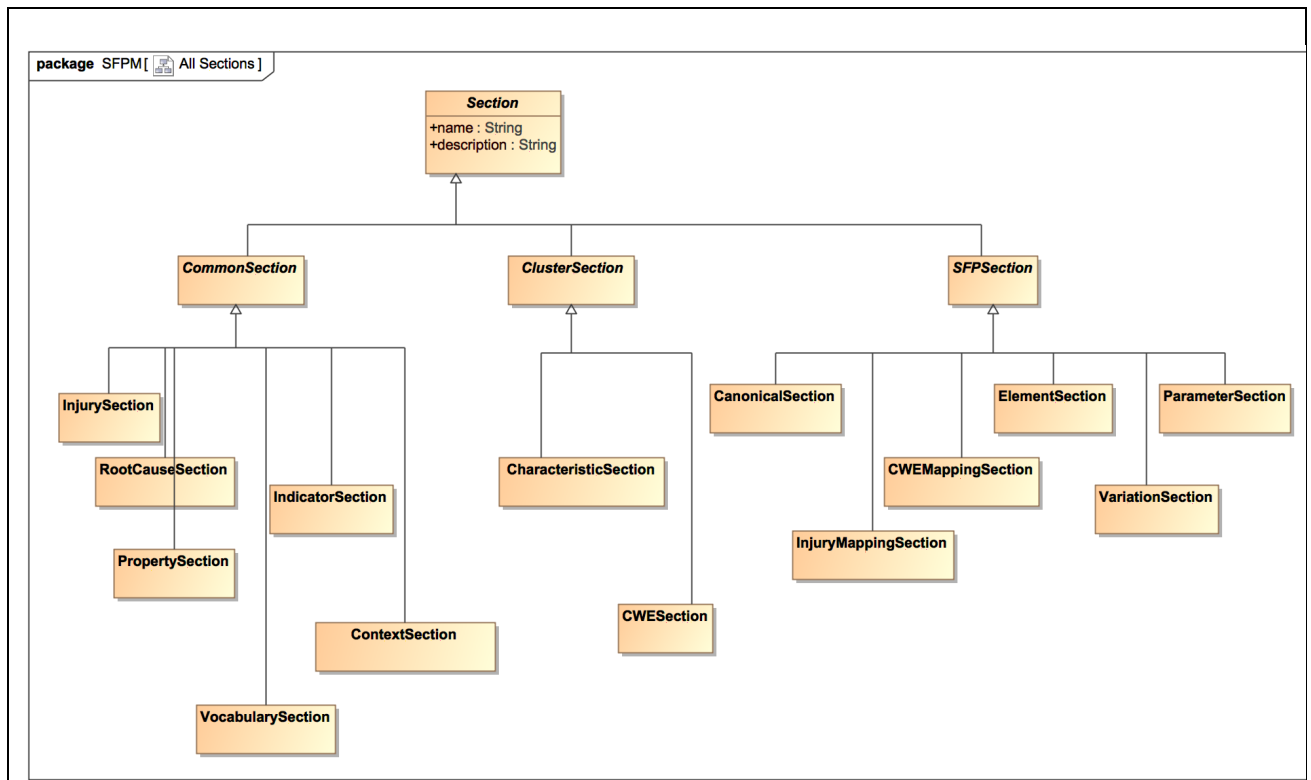 package SFPM[ All Sections ]
Section
+name : String
+description : String
CommonSection
ClusterSection
SFPSection
InjurySection
CanonicalSection
ElementSection
ParameterSection
RootCauseSection
CharacteristicSection
CWEMappingSection
IndicatorSection
VariationSection
InjuryMappingSection
PropertySection
CWESection
ContextSection
VocabularySection